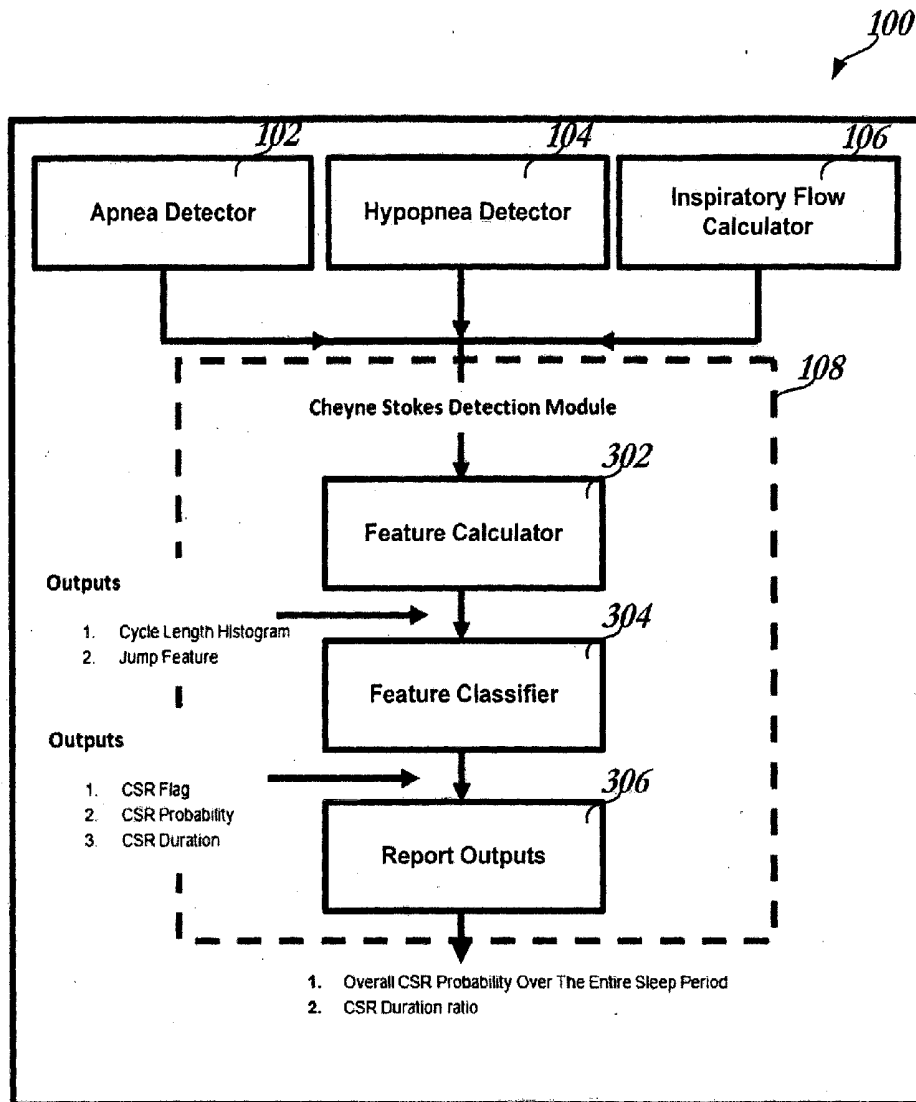 100
102
104
106
Apnea Detector
Hypopnea Detector
Inspiratory Flow
Calculator
108
Cheyne Stokes Detection Module
302
Feature Calculator
Outputs
1. Cycle Length Histogram
2. Jump Feature
304
Feature Classifier
Outputs
1. CSR Flag
2. CSR Probability
3. CSR Duration
306
Report Outputs
1. Overall CSR Probability Over The Entire Sleep Period
2. CSR Duration ratio